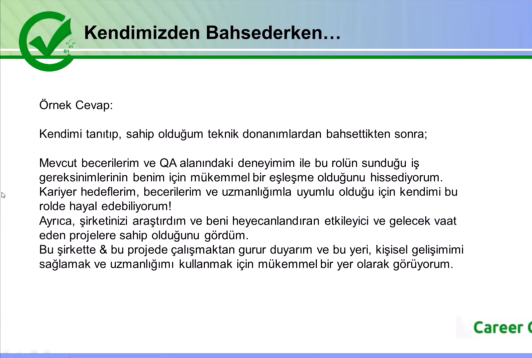 Kendimizden Bahsederken…
Örnek Cevap:
Kendimi tanıtıp, sahip olduğum teknik donanımlardan bahsettikten sonra;
Mevcut becerilerim ve QA alanındaki deneyimim ile bu rolün sunduğu iş
gereksinimlerinin benim için mükemmel bir eşleşme olduğunu hissediyorum.
Kariyer hedeflerim, becerilerim ve uzmanlığımla uyumlu olduğu için kendimi bu
rolde hayal edebiliyorum!
Ayrıca, şirketinizi araştırdım ve beni heyecanlandıran etkileyici ve gelecek vaat
eden projelere sahip olduğunu gördüm.
Bu şirkette & bu projede çalışmaktan gurur duyarım ve bu yeri, kişisel gelişimimi
sağlamak ve uzmanlığımı kullanmak için mükemmel bir yer olarak görüyorum.
Career